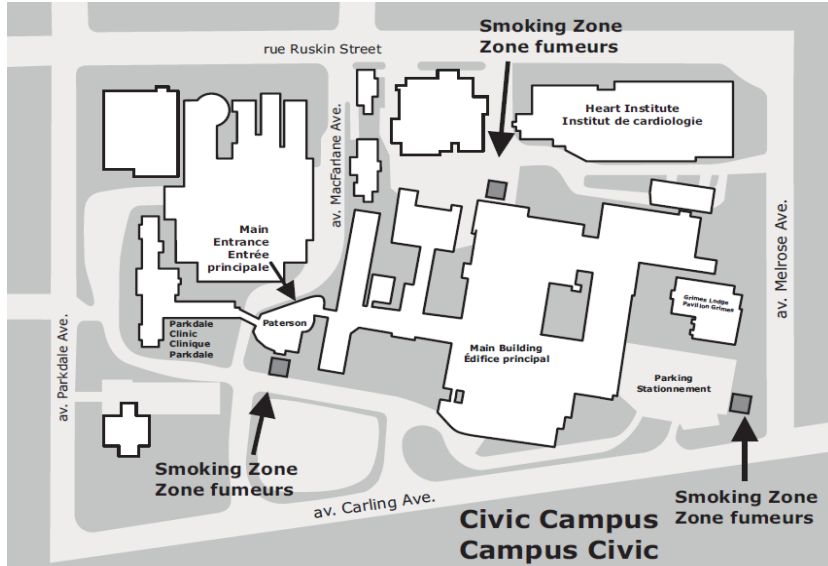 Smoking Zone
Zone fumeurs
rue Ruskin Street
Heart Institute
Institut de cardiologie
av. MacFarlane Ave.
Main
Entrance
Entrée
principale
av. Melrose Ave.
Grimes Lodge
Pavilion Grimes
Paterson
Parkdale
Clinic
Clinique
Parkdale
Main Building
Édifice principal
av. Parkdale Ave.
Parking
Stationnement
Smoking Zone
Zone fumeurs
av. Carling Ave.
Smoking Zone
Zone fumeurs
Civic Campus
Campus Civic